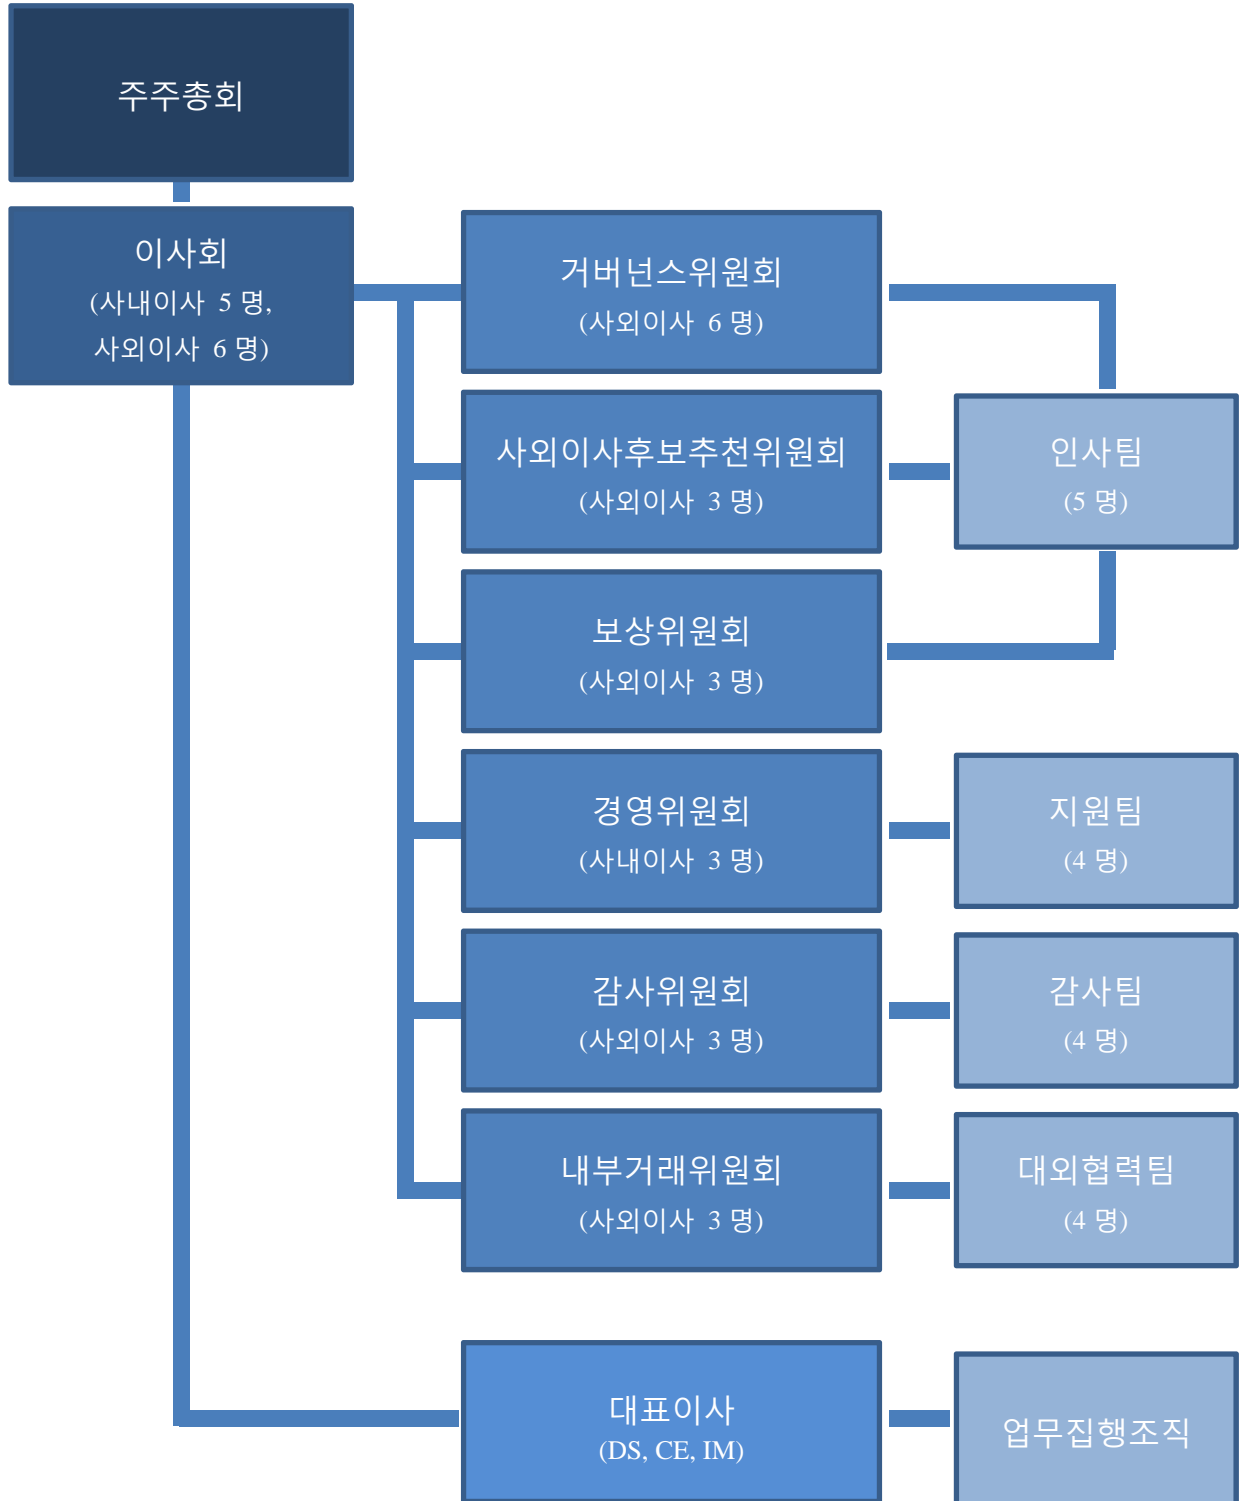 주주총회
이사회
(사내이사 5 명,
사외이사 6 명)
거버넌스위원회
(사외이사 6 명)
사외이사후보추천위원회
(사외이사 3 명)
인사팀
(5 명)
보상위원회
(사외이사 3 명)
경영위원회
(사내이사 3 명)
지원팀
(4 명)
감사위원회
(사외이사 3 명)
감사팀
(4 명)
내부거래위원회
(사외이사 3 명)
대외협력팀
(4 명)
대표이사
(DS, CE, IM)
업무집행조직